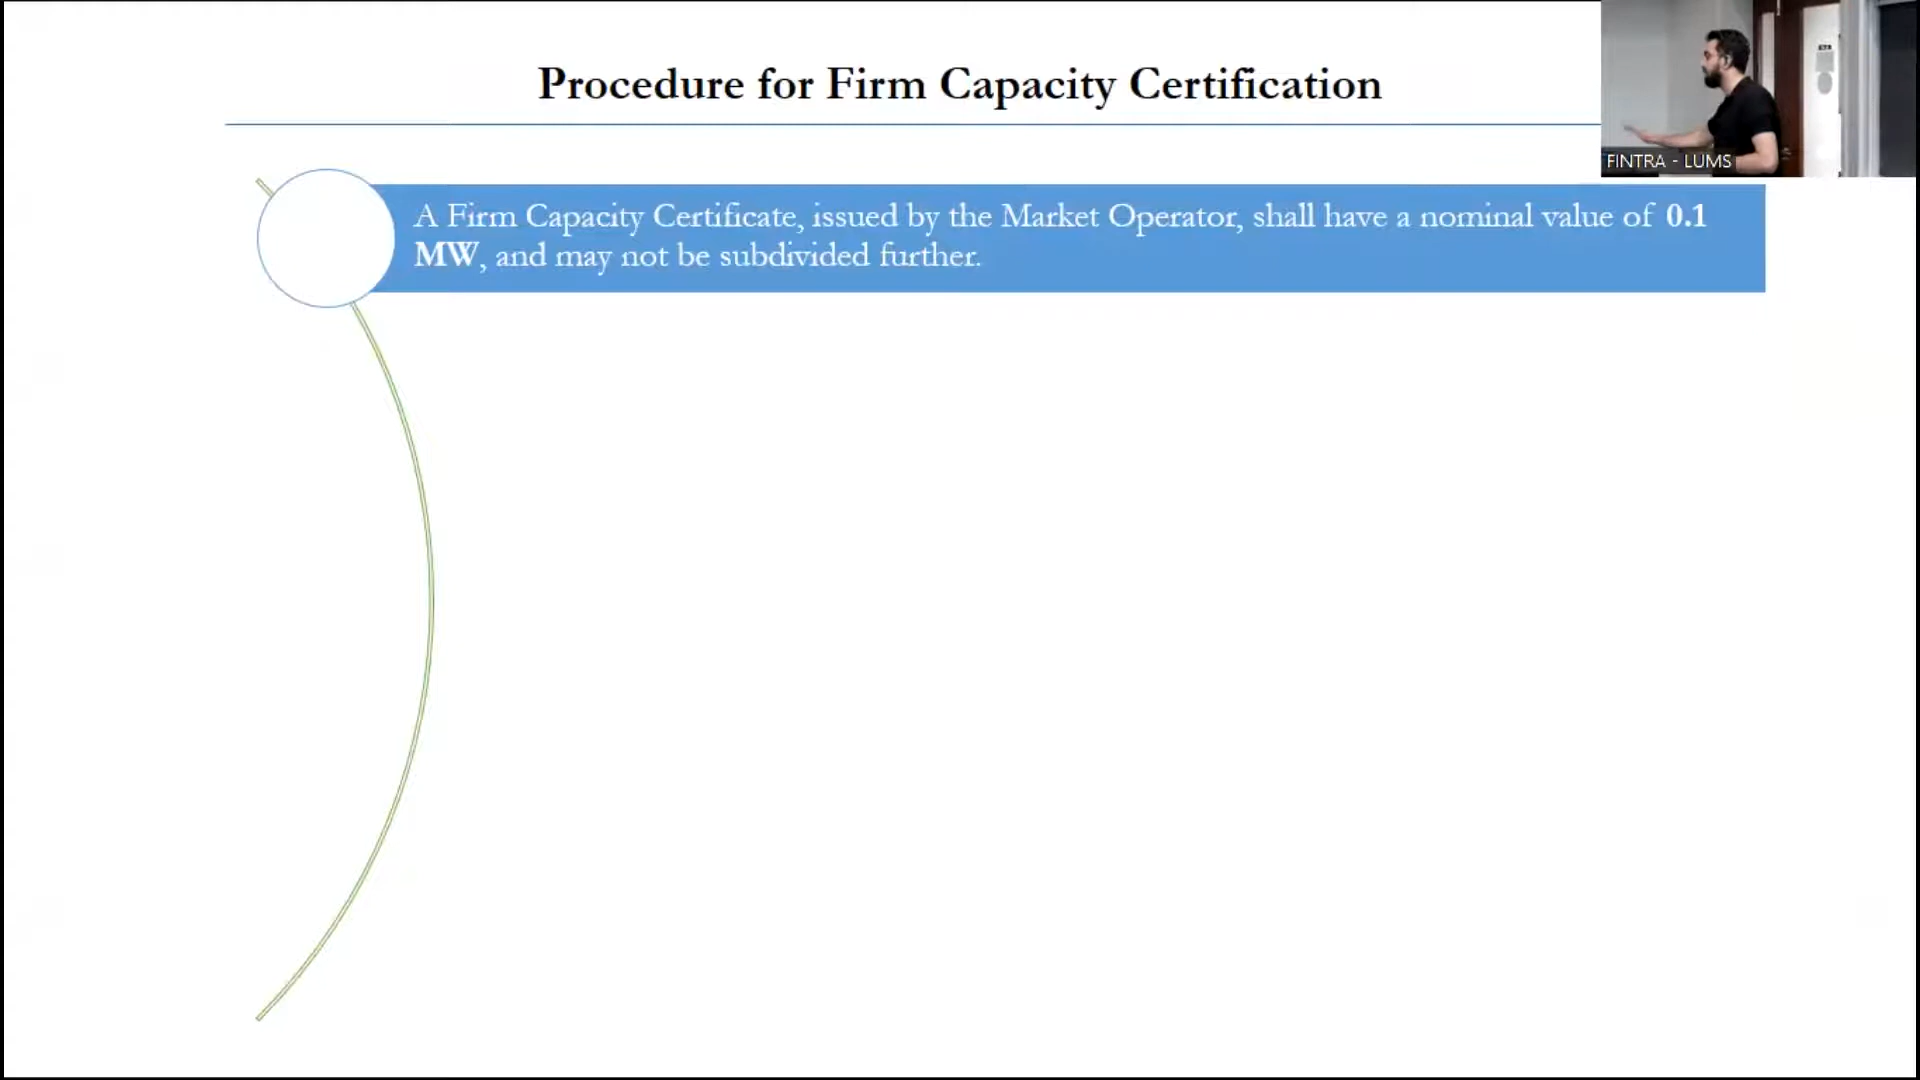 Procedure for Firm Capacity Certification
FINTRA - LUMS
A Firm Capacity Certificate, issued by the Market Operator, shall have a nominal value of 0.1
MW, and may not be subdivided further.